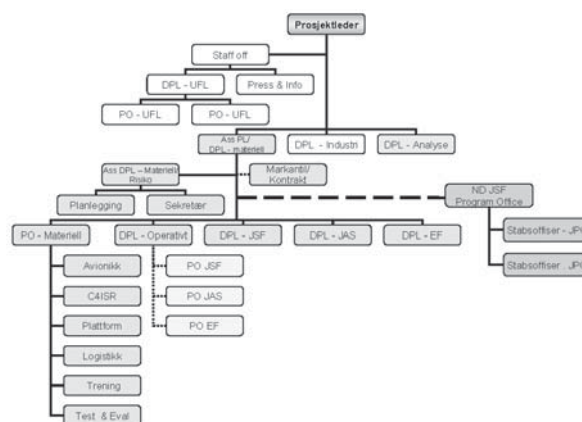 Prosjektleder
Staff off
DPL - UFL
Press & Info
PO - UFL
PO - UFL
Ass PL/
DPL - materiell
DPL - Industri
DPL - Analyse
Ass DPL – Materiell/
Risiko
Markantil/
Kontrakt
Planlegging
Sekretær
ND JSF
Program Office
PO - Materiell
DPL - Operativt
DPL - JSF
DPL - JAS
DPL - EF
Stabsoffiser - JPO
Stabsoffiser . JPO
Avionikk
PO JSF
C4ISR
PO JAS
Plattform
PO EF
Logistikk
Trening
Test & Eval